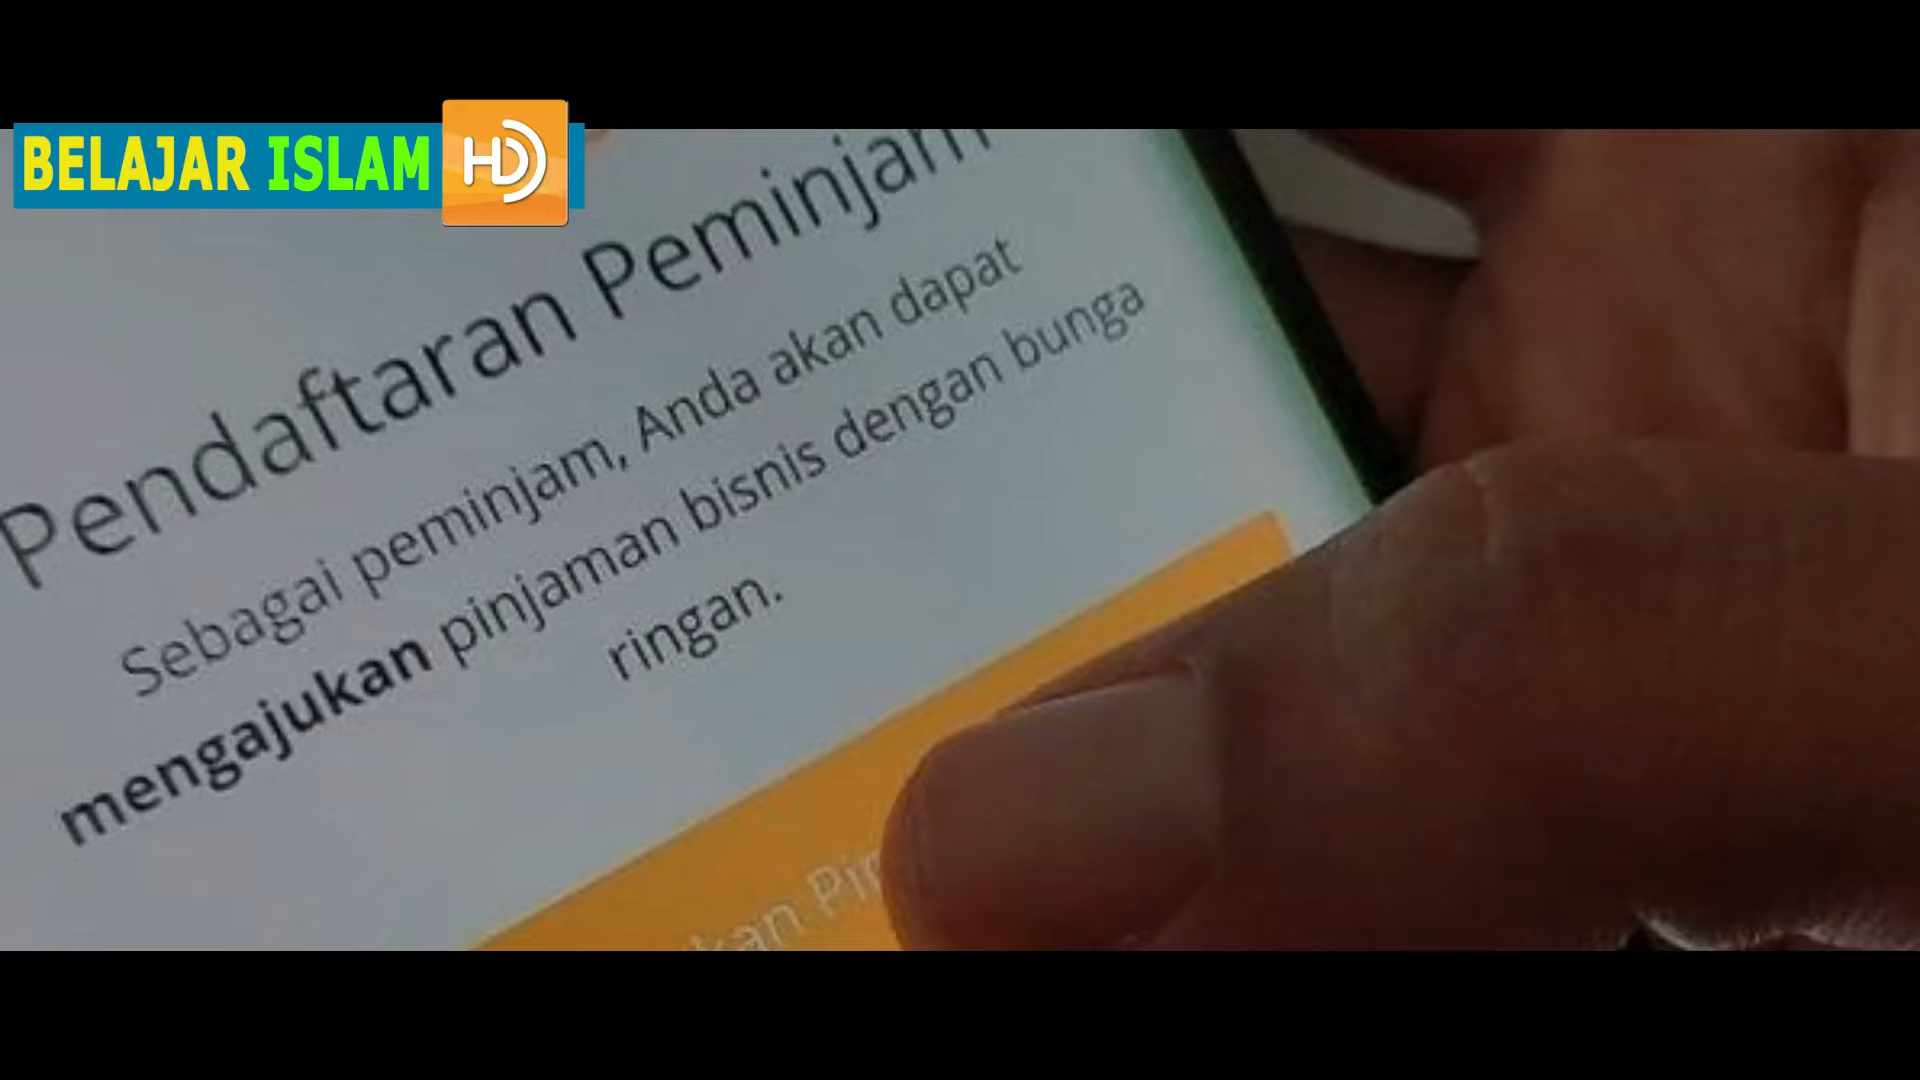 BELAJAR ISLAM HD
Pendaftaran Peminjam
Sebagai peminjam, Anda akan dapat
mengajukan pinjaman bisnis dengan bunga
ringan.